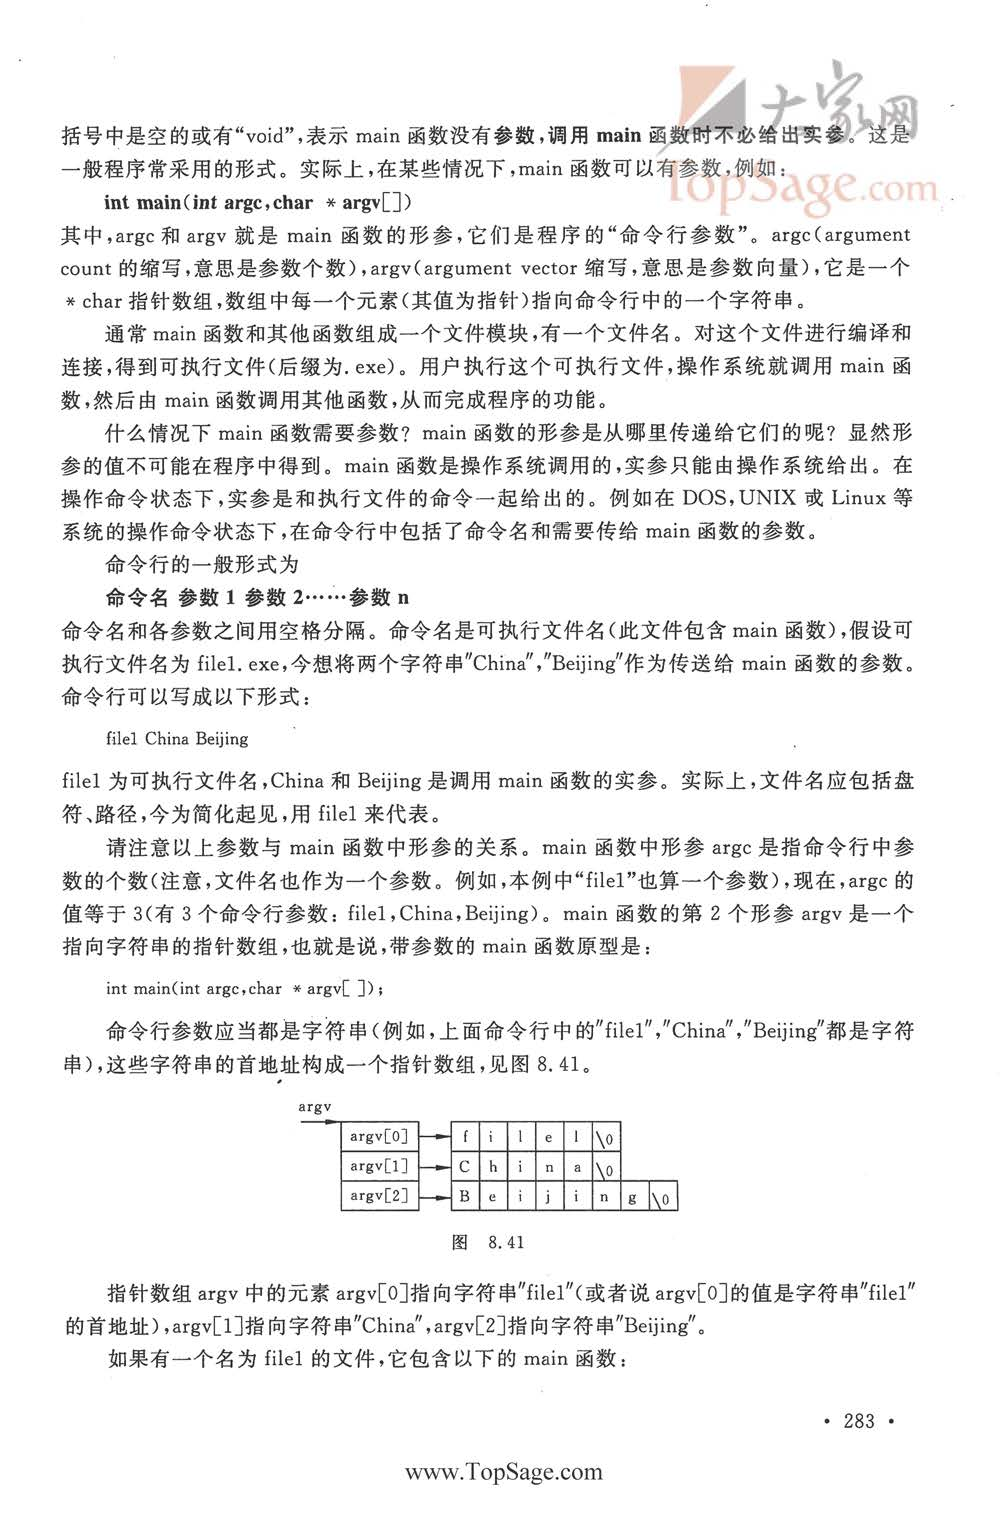 大家网
TopSage.com
括号中是空的或有“void”,表示 main 函数没有参数,调用 main 函数时不必给出实参。这是
一般程序常采用的形式。实际上,在某些情况下,main 函数可以有参数,例如:
int main(int argc,char * argv[])
其中,argc 和 argv 就是 main 函数的形参,它们是程序的“命令行参数”。argc(argument
count 的缩写,意思是参数个数),argv(argument vector 缩写,意思是参数向量),它是一个
* char 指针数组,数组中每一个元素(其值为指针)指向命令行中的一个字符串。
通常 main 函数和其他函数组成一个文件模块,有一个文件名。对这个文件进行编译和
连接,得到可执行文件(后缀为. exe)。用户执行这个可执行文件,操作系统就调用 main 函
数,然后由 main 函数调用其他函数,从而完成程序的功能。
什么情况下 main 函数需要参数? main 函数的形参是从哪里传递给它们的呢? 显然形
参的值不可能在程序中得到。main 函数是操作系统调用的,实参只能由操作系统给出。在
操作命令状态下,实参是和执行文件的命令一起给出的。例如在 DOS,UNIX 或 Linux 等
系统的操作命令状态下,在命令行中包括了命令名和需要传给 main 函数的参数。
命令行的一般形式为
命令名 参数 1 参数 2……参数 n
命令名和各参数之间用空格分隔。命令名是可执行文件名(此文件包含 main 函数),假设可
执行文件名为 file1. exe,今想将两个字符串"China","Beijing"作为传送给 main 函数的参数。
命令行可以写成以下形式:
file1 China Beijing
file1 为可执行文件名,China 和 Beijing 是调用 main 函数的实参。实际上,文件名应包括盘
符、路径,今为简化起见,用 file1 来代表。
请注意以上参数与 main 函数中形参的关系。main 函数中形参 argc 是指命令行中参
数的个数(注意,文件名也作为一个参数。例如,本例中“file1”也算一个参数),现在,argc 的
值等于 3(有 3 个命令行参数: file1,China,Beijing)。main 函数的第 2 个形参 argv 是一个
指向字符串的指针数组,也就是说,带参数的 main 函数原型是:
int main(int argc,char * argv[ ]);
命令行参数应当都是字符串(例如,上面命令行中的"file1","China","Beijing"都是字符
串),这些字符串的首地址构成一个指针数组,见图 8.41。
argv
argv[0] f i l e 1 \0
argv[1] C h i n a \0
argv[2] B e i j i n g \0
图 8.41
指针数组 argv 中的元素 argv[0]指向字符串"file1"(或者说 argv[0]的值是字符串"file1"
的首地址),argv[1]指向字符串"China",argv[2]指向字符串"Beijing"。
如果有一个名为 file1 的文件,它包含以下的 main 函数:
• 283 •
www.TopSage.com